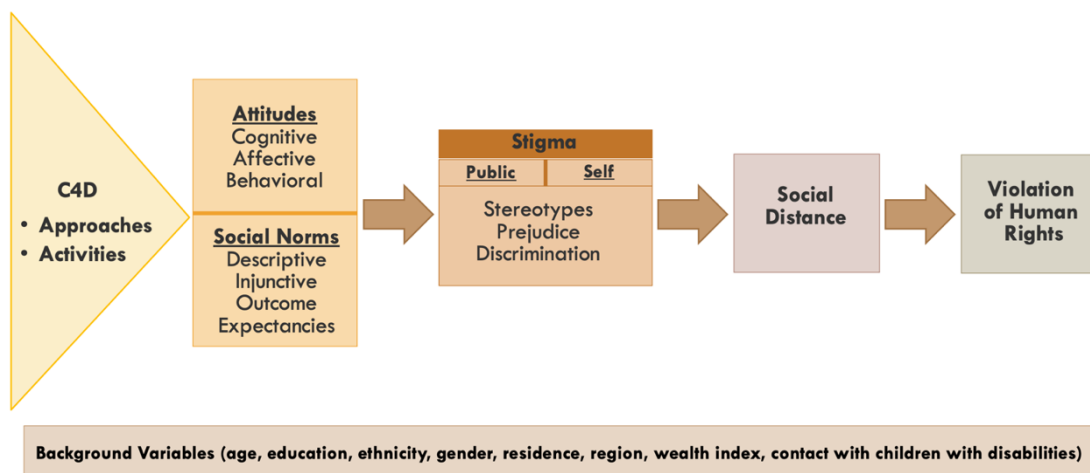 C4D
• Approaches
• Activities
Attitudes
Cognitive
Affective
Behavioral
Social Norms
Descriptive
Injunctive
Outcome
Expectancies
Stigma
Public
Self
Stereotypes
Prejudice
Discrimination
Social
Distance
Violation
of Human
Rights
Background Variables (age, education, ethnicity, gender, residence, region, wealth index, contact with children with disabilities)